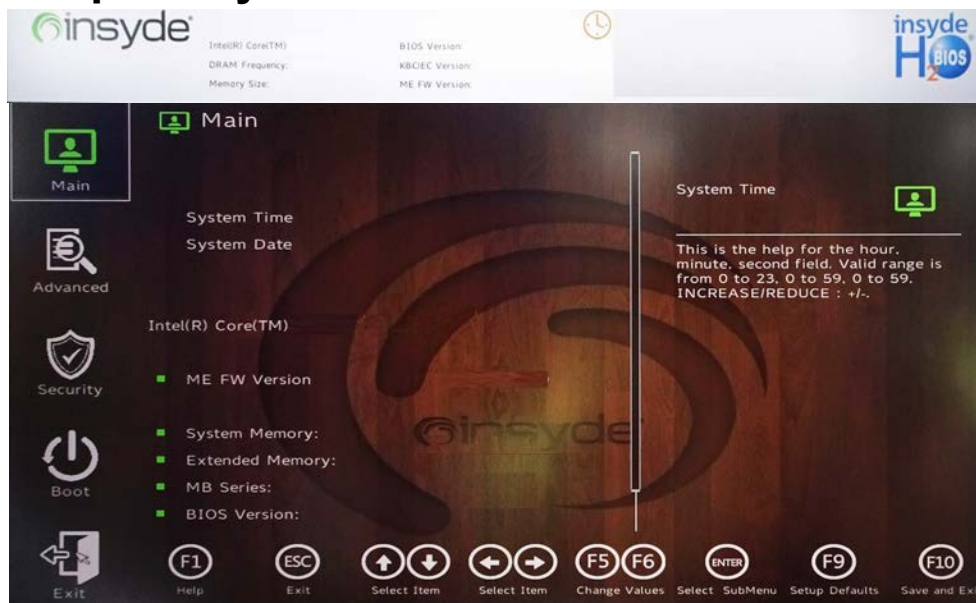 insyde
insyde
H2O BIOS
Intel(R) Core(TM)
BIOS Version:
DRAM Frequency:
KBC/EC Version:
Memory Size:
ME FW Version:
Main
Main
System Time
System Date
System Time
This is the help for the hour,
minute, second field. Valid range is
from 0 to 23, 0 to 59, 0 to 59.
INCREASE/REDUCE : +/-.
Advanced
Intel(R) Core(TM)
Security
ME FW Version
insyde
System Memory:
Extended Memory:
Boot
MB Series:
BIOS Version:
Exit
F1
ESC
F5
F6
ENTER
F9
F10
Help
Exit
Select Item
Select Item
Change Values
Select SubMenu
Setup Defaults
Save and Ex